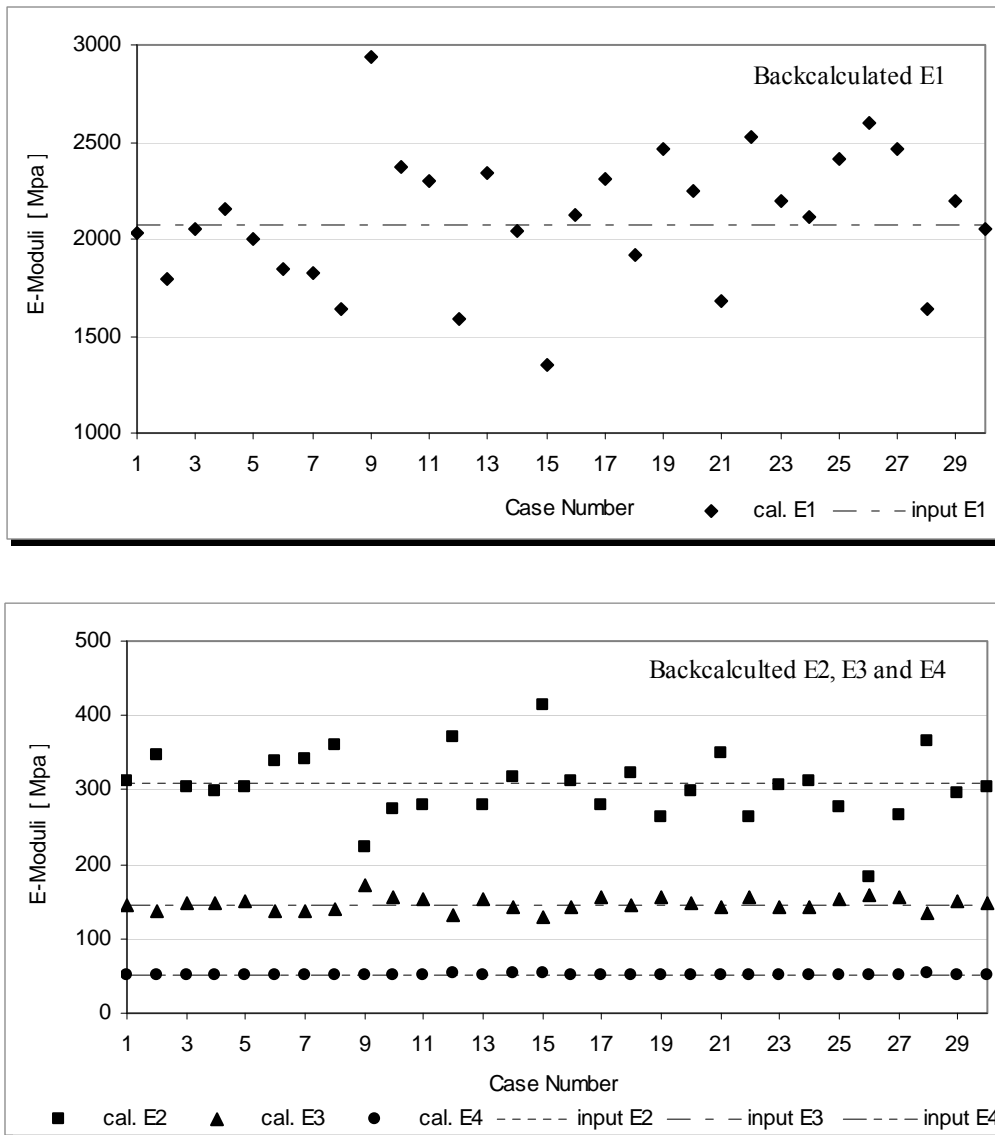 Backcalculated E1
3000
2500
2000
1500
1000
E-Moduli [ Mpa ]
1 3 5 7 9 11 13 15 17 19 21 23 25 27 29
Case Number
cal. E1 input E1
Backcalculted E2, E3 and E4
500
400
300
200
100
0
E-Moduli [ Mpa ]
1 3 5 7 9 11 13 15 17 19 21 23 25 27 29
Case Number
cal. E2 cal. E3 cal. E4 input E2 input E3 input E4